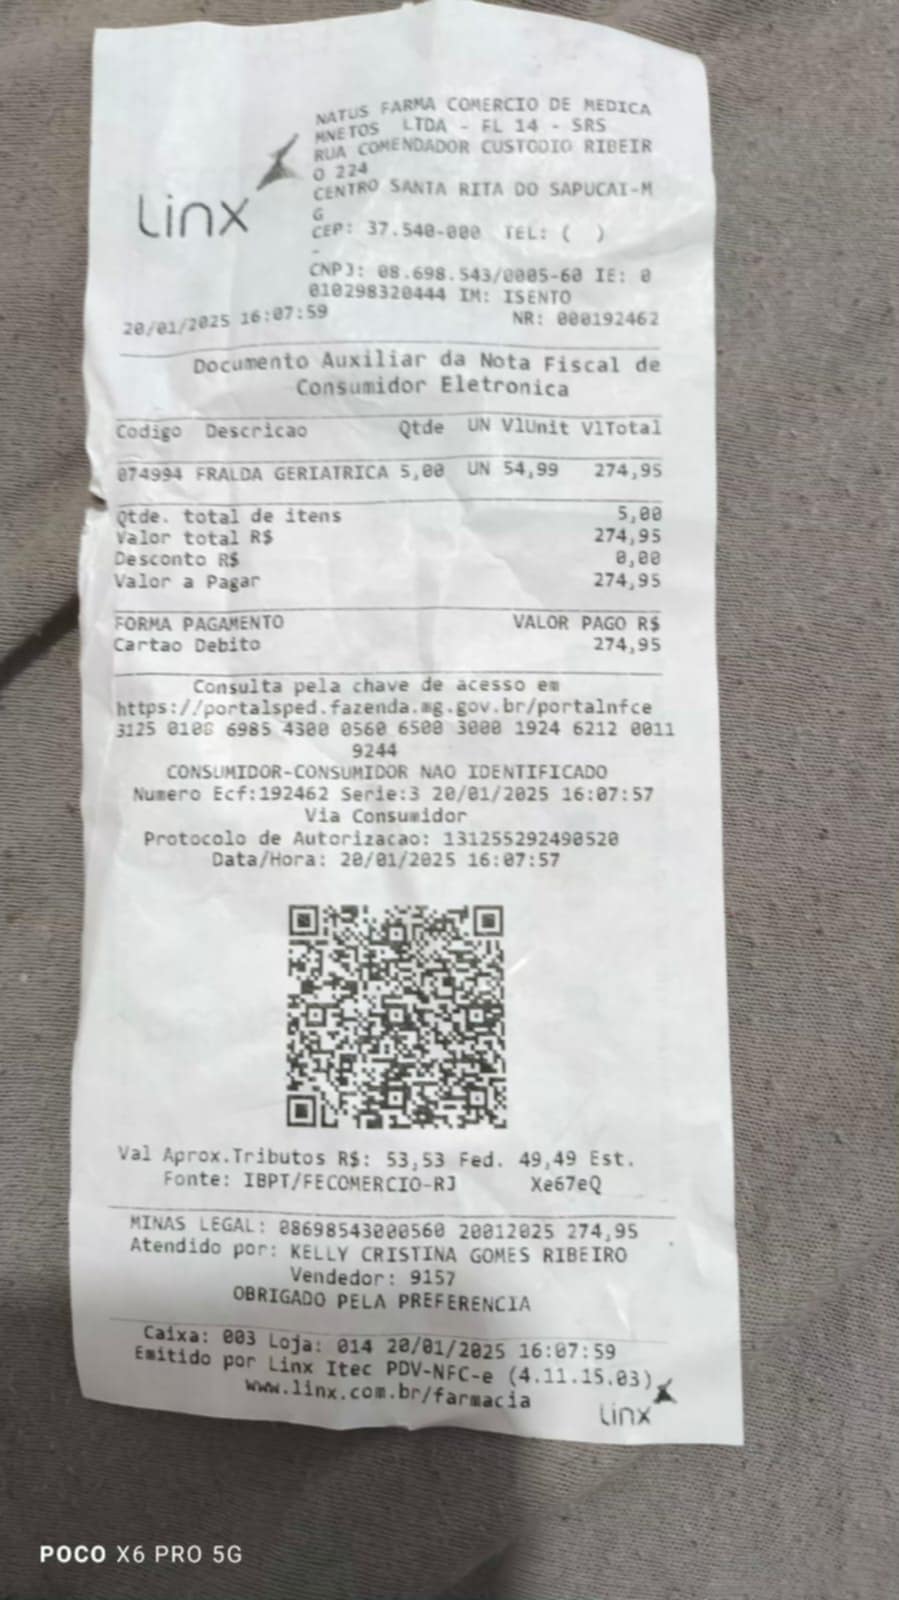 Linx
NATUS FARMA COMERCIO DE MEDICA
MNETOS LTDA - FL 14 - SRS
RUA COMENDADOR CUSTODIO RIBEIR
O 224
CENTRO SANTA RITA DO SAPUCAI-M
G
CEP: 37.540-000 TEL: ( )
-
CNPJ: 08.698.543/0005-60 IE: 0
010298320444 IM: ISENTO
20/01/2025 16:07:59 NR: 000192462
Documento Auxiliar da Nota Fiscal de
Consumidor Eletronica
Codigo Descricao Qtde UN VlUnit VlTotal
074994 FRALDA GERIATRICA 5,00 UN 54,99 274,95
Qtde. total de itens 5,00
Valor total R$ 274,95
Desconto R$ 0,00
Valor a Pagar 274,95
FORMA PAGAMENTO VALOR PAGO R$
Cartao Debito 274,95
Consulta pela chave de acesso em
https://portalsped.fazenda.mg.gov.br/portalnfce
3125 0108 6985 4300 0560 6500 3000 1924 6212 0011
9244
CONSUMIDOR-CONSUMIDOR NAO IDENTIFICADO
Numero Ecf:192462 Serie:3 20/01/2025 16:07:57
Via Consumidor
Protocolo de Autorizacao: 131255292490520
Data/Hora: 20/01/2025 16:07:57
Val Aprox.Tributos R$: 53,53 Fed. 49,49 Est.
Fonte: IBPT/FECOMERCIO-RJ Xe67eQ
MINAS LEGAL: 08698543000560 20012025 274,95
Atendido por: KELLY CRISTINA GOMES RIBEIRO
Vendedor: 9157
OBRIGADO PELA PREFERENCIA
Caixa: 003 Loja: 014 20/01/2025 16:07:59
Emitido por Linx Itec PDV-NFC-e (4.11.15.03)
www.linx.com.br/farmacia
Linx
POCO X6 PRO 5G